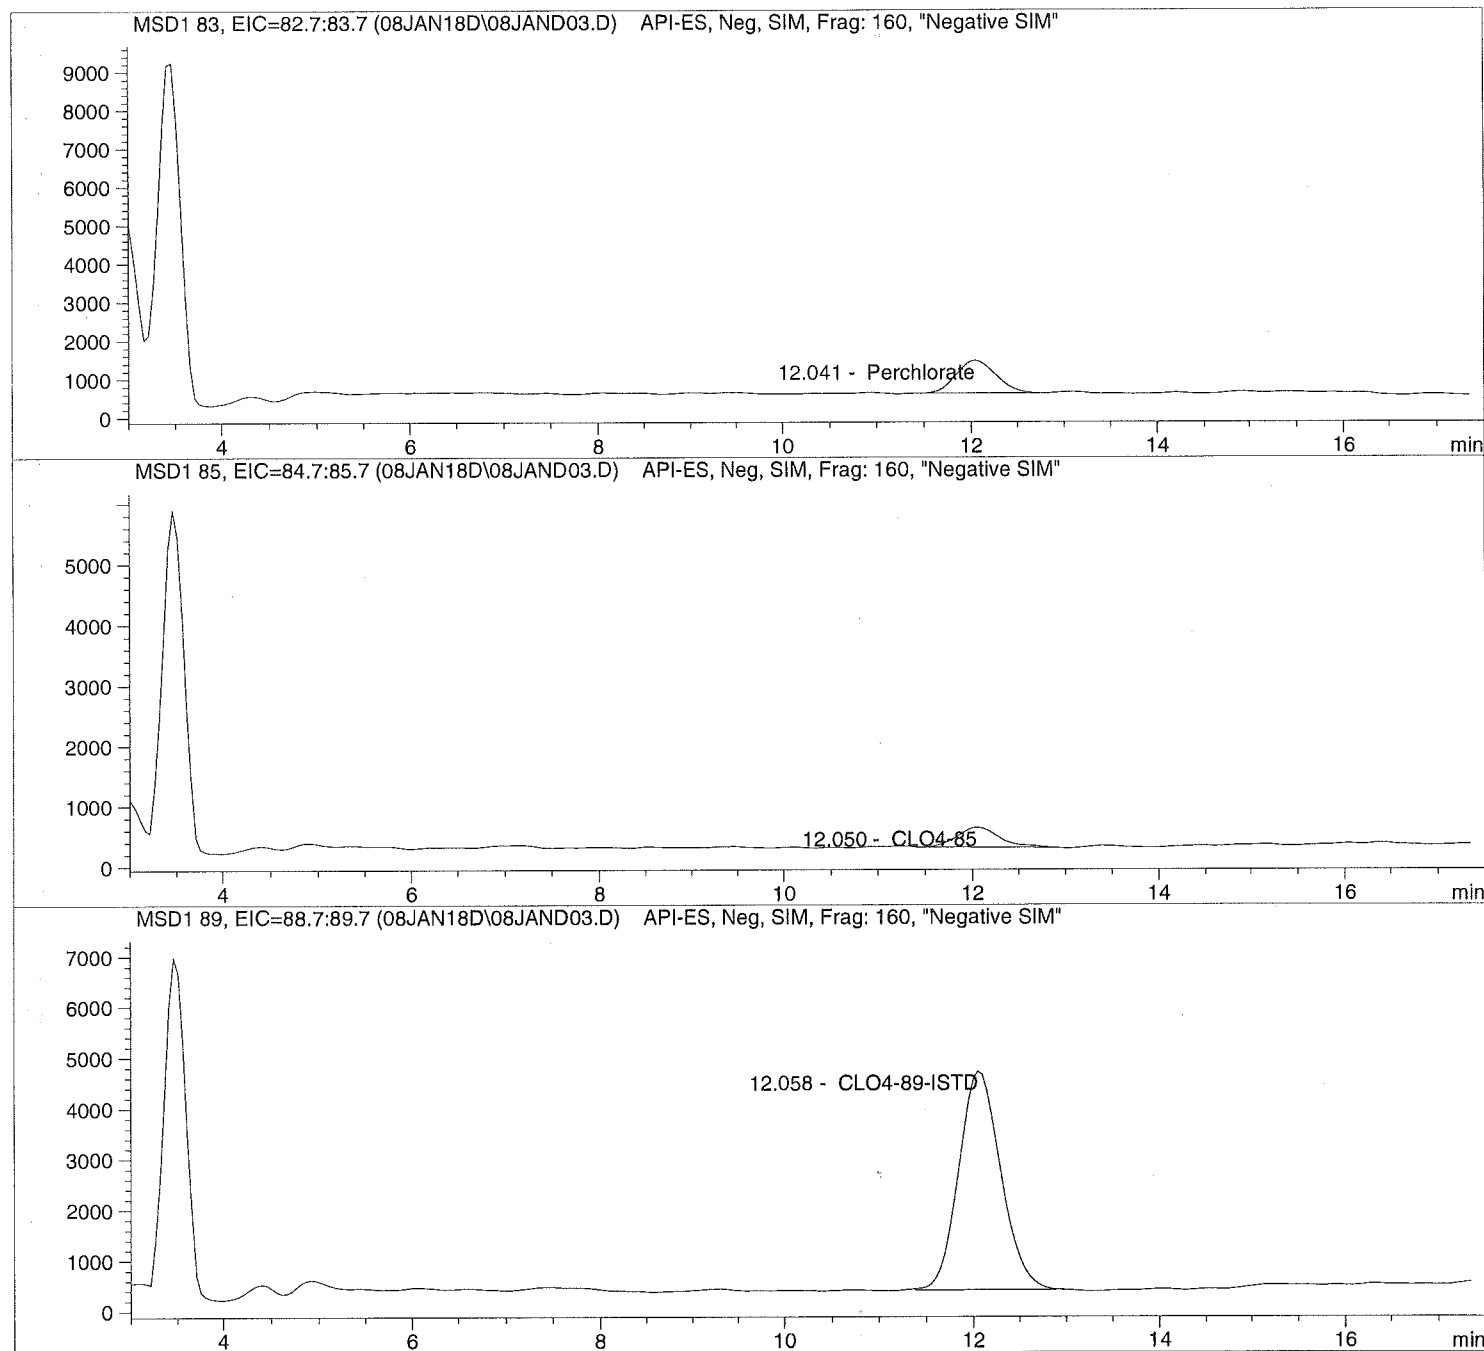 MSD1 83, EIC=82.7:83.7 (08JAN18D\08JAND03.D) API-ES, Neg, SIM, Frag: 160, "Negative SIM"
9000
8000
7000
6000
5000
4000
3000
2000
1000
0
12.041 - Perchlorate
4 6 8 10 12 14 16 min
MSD1 85, EIC=84.7:85.7 (08JAN18D\08JAND03.D) API-ES, Neg, SIM, Frag: 160, "Negative SIM"
5000
4000
3000
2000
1000
0
12.050 - CLO4-85
4 6 8 10 12 14 16 min
MSD1 89, EIC=88.7:89.7 (08JAN18D\08JAND03.D) API-ES, Neg, SIM, Frag: 160, "Negative SIM"
7000
6000
5000
4000
3000
2000
1000
0
12.058 - CLO4-89-ISTD
4 6 8 10 12 14 16 min